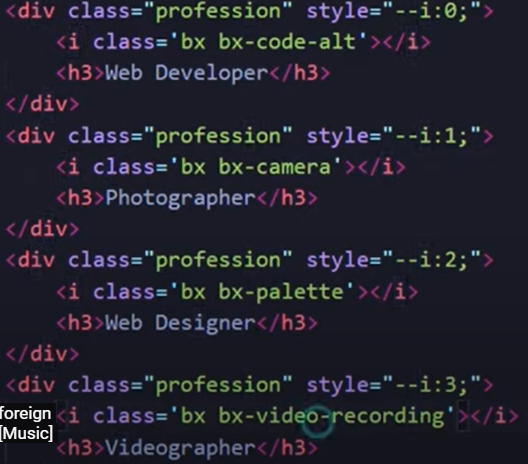 <div class="profession" style="--i:0;">
<i class='bx bx-code-alt'></i>
<h3>Web Developer</h3>
</div>
<div class="profession" style="--i:1;">
<i class='bx bx-camera'></i>
<h3>Photographer</h3>
</div>
<div class="profession" style="--i:2;">
<i class='bx bx-palette'></i>
<h3>Web Designer</h3>
</div>
<div class="profession" style="--i:3;">
foreign
<i class='bx bx-video-recording'></i>
[Music]
<h3>Videographer</h3>